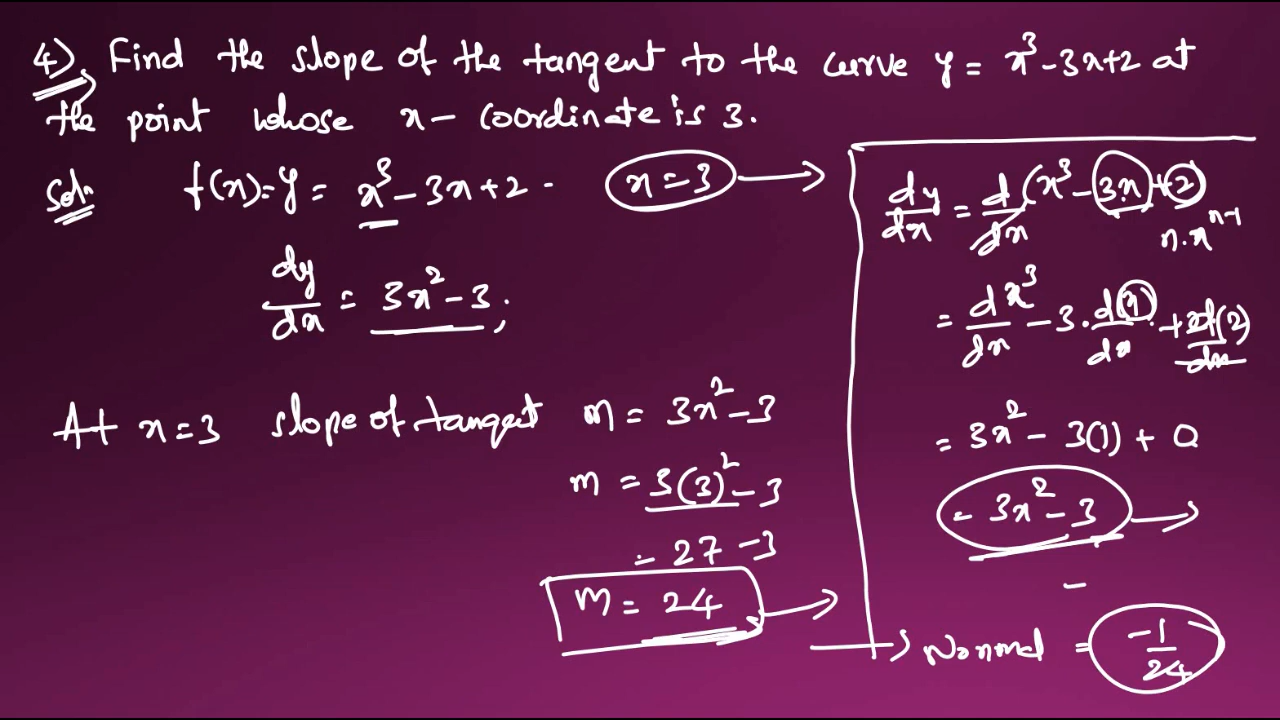 4) Find the slope of the tangent to the curve y = x³-3x+2 at
the point whose x- coordinate is 3.
Soln f(x)=y = x³-3x+2 . x=3
dy/dx = 3x²-3 ;
At x=3 slope of tangent m = 3x²-3
m = 3(3)²-3
= 27-3
m = 24
dy/dx = d/dx (x³-3x+2)
n.x^(n-1)
= dx³/dx - 3.d(x)/dx + d(2)/dx
= 3x² - 3(1) + 0
= 3x²-3
=
Normal = -1/24